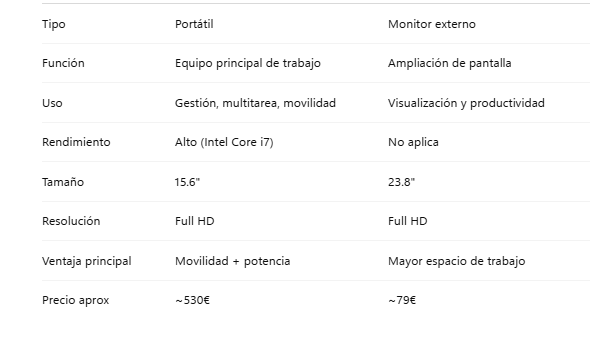 Tipo Portátil Monitor externo
Función Equipo principal de trabajo Ampliación de pantalla
Uso Gestión, multitarea, movilidad Visualización y productividad
Rendimiento Alto (Intel Core i7) No aplica
Tamaño 15.6" 23.8"
Resolución Full HD Full HD
Ventaja principal Movilidad + potencia Mayor espacio de trabajo
Precio aprox ~530€ ~79€